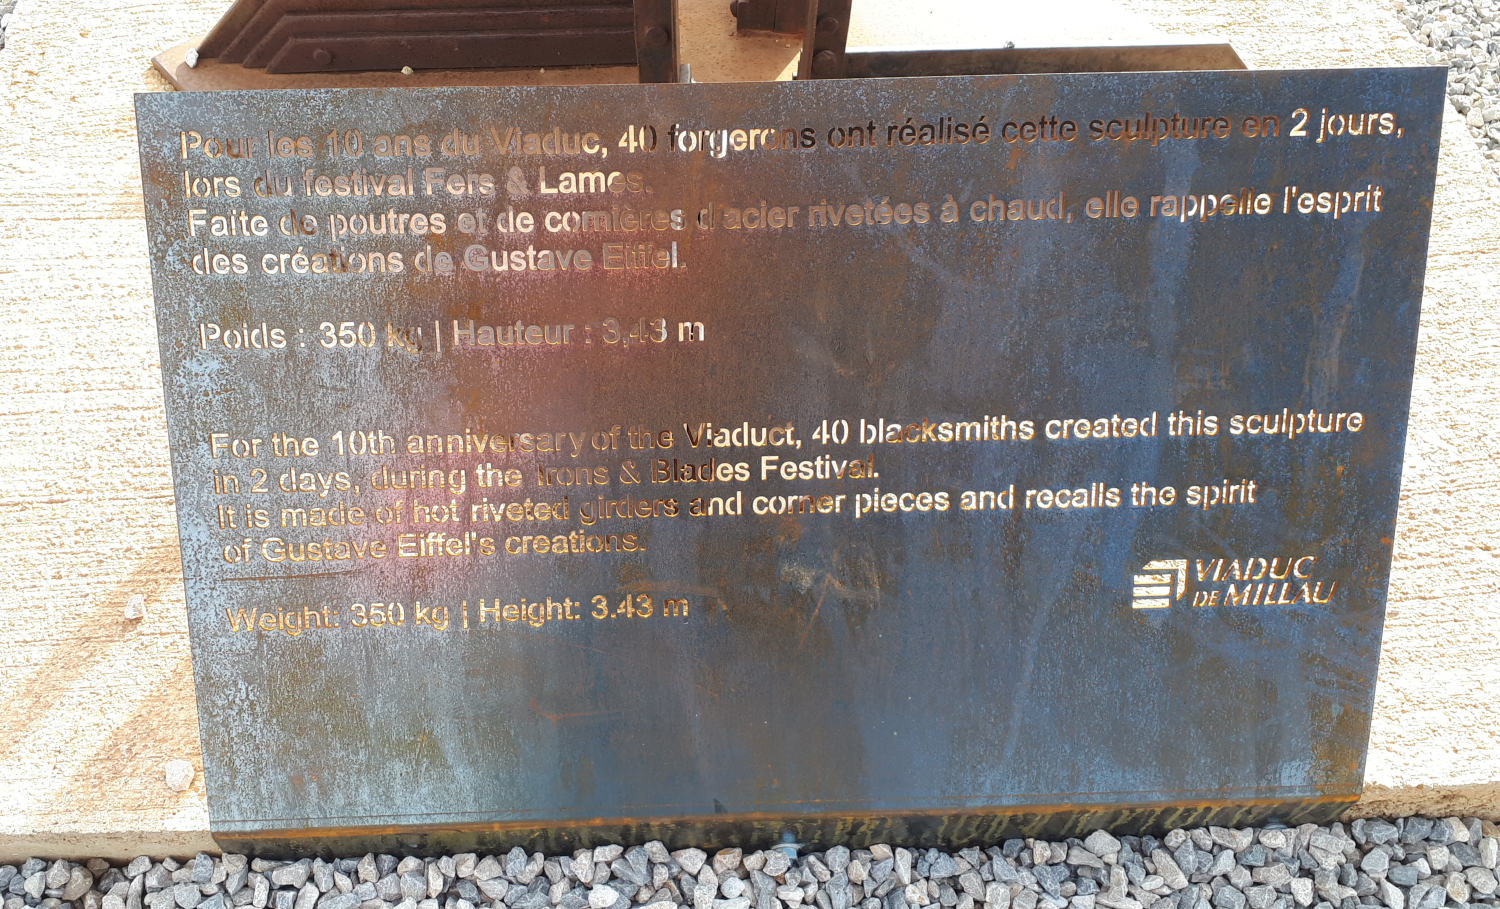 Pour les 10 ans du Viaduc, 40 forgerons ont réalisé cette sculpture en 2 jours,
lors du festival Fers & Lames.
Faite de poutres et de cornières d'acier rivetées à chaud, elle rappelle l'esprit
des créations de Gustave Eiffel.
Poids : 350 kg | Hauteur : 3,43 m
For the 10th anniversary of the Viaduct, 40 blacksmiths created this sculpture
in 2 days, during the Irons & Blades Festival.
It is made of hot riveted girders and corner pieces and recalls the spirit
of Gustave Eiffel's creations.
Weight: 350 kg | Height: 3.43 m
VIADUC
DE MILLAU